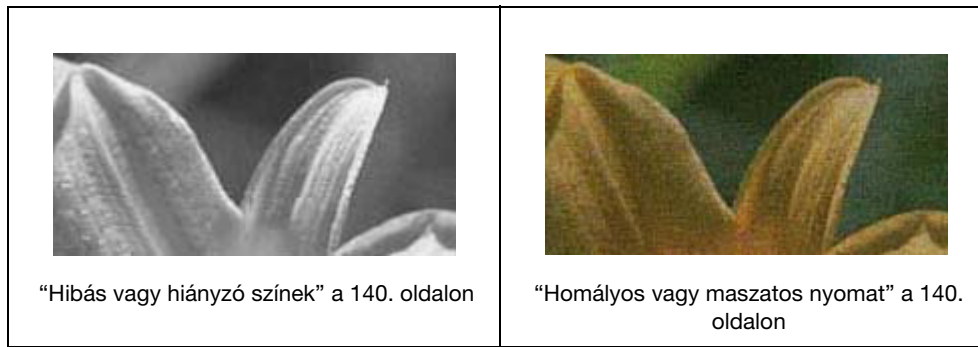 “Hibás vagy hiányzó színek” a 140. oldalon
“Homályos vagy maszatos nyomat” a 140.
oldalon